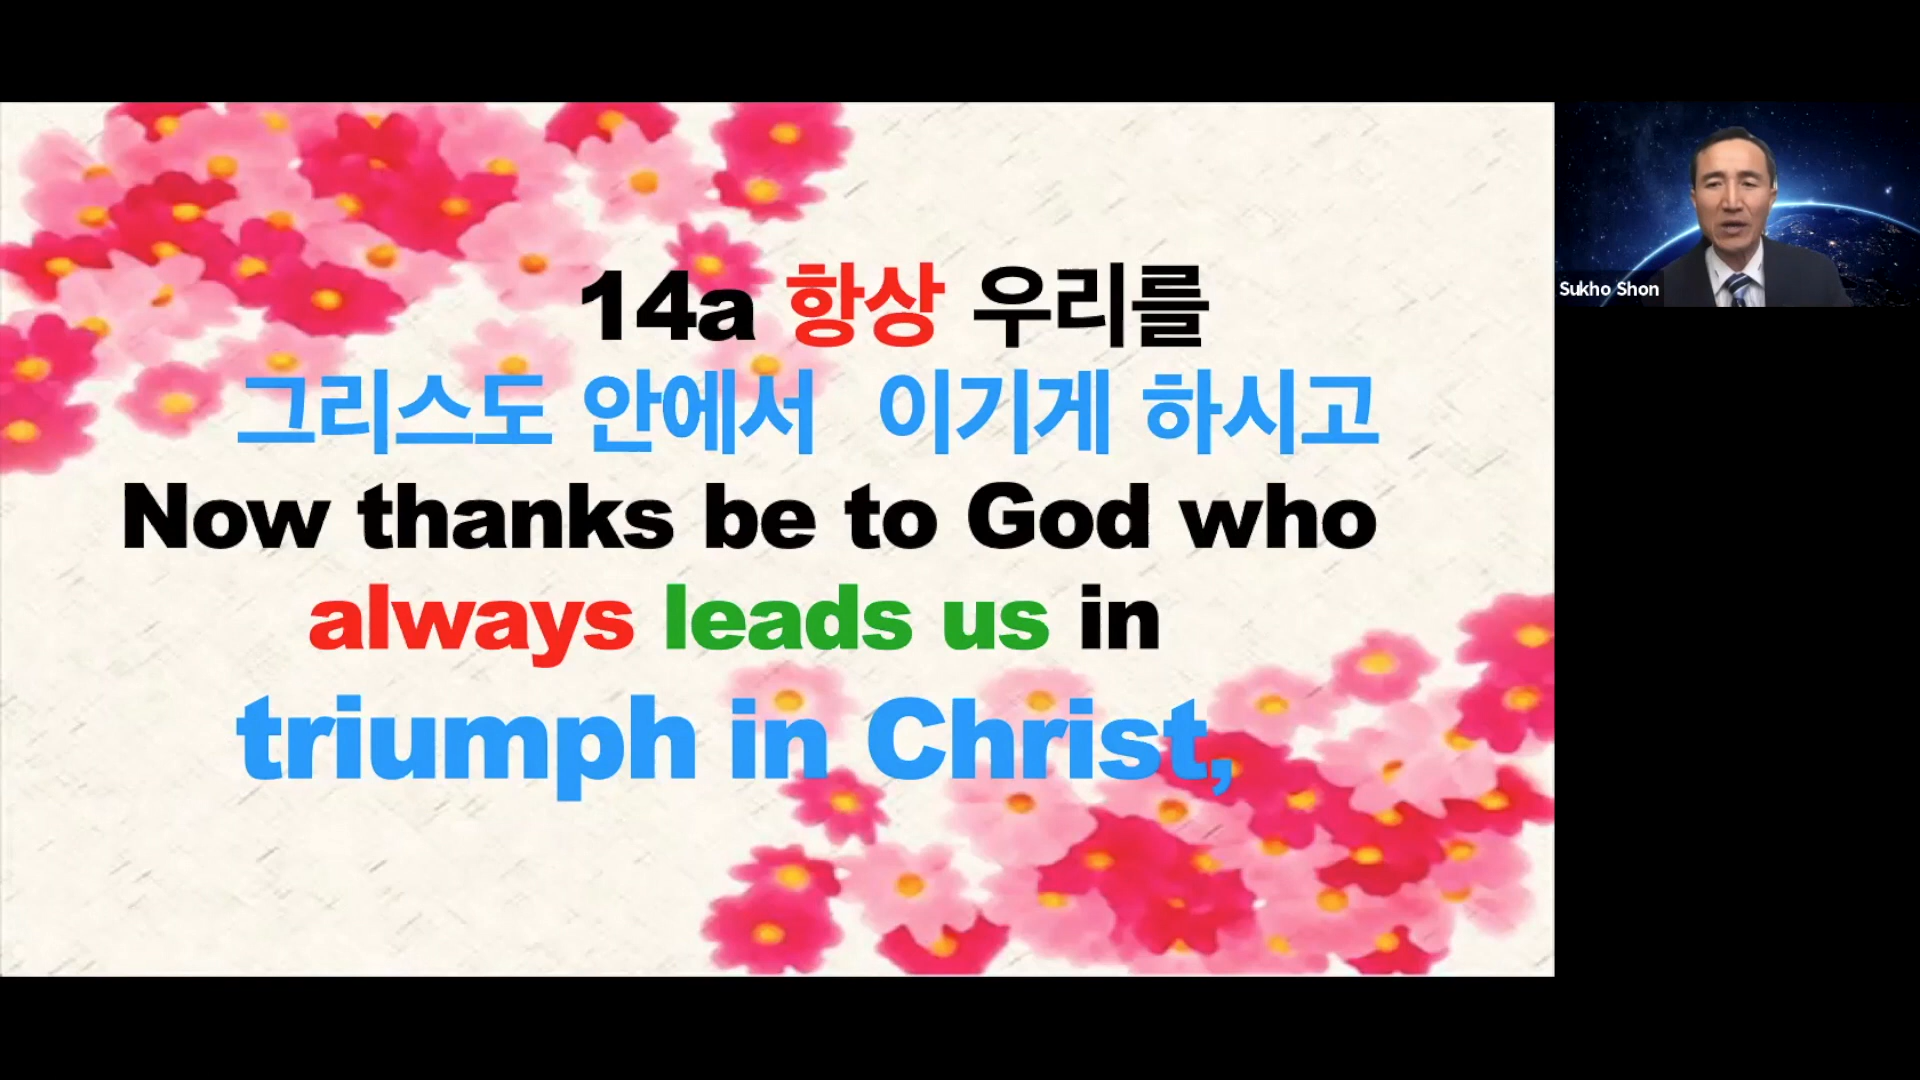 14a 항상 우리를
그리스도 안에서 이기게 하시고
Now thanks be to God who
always leads us in
triumph in Christ,
Sukho Shon